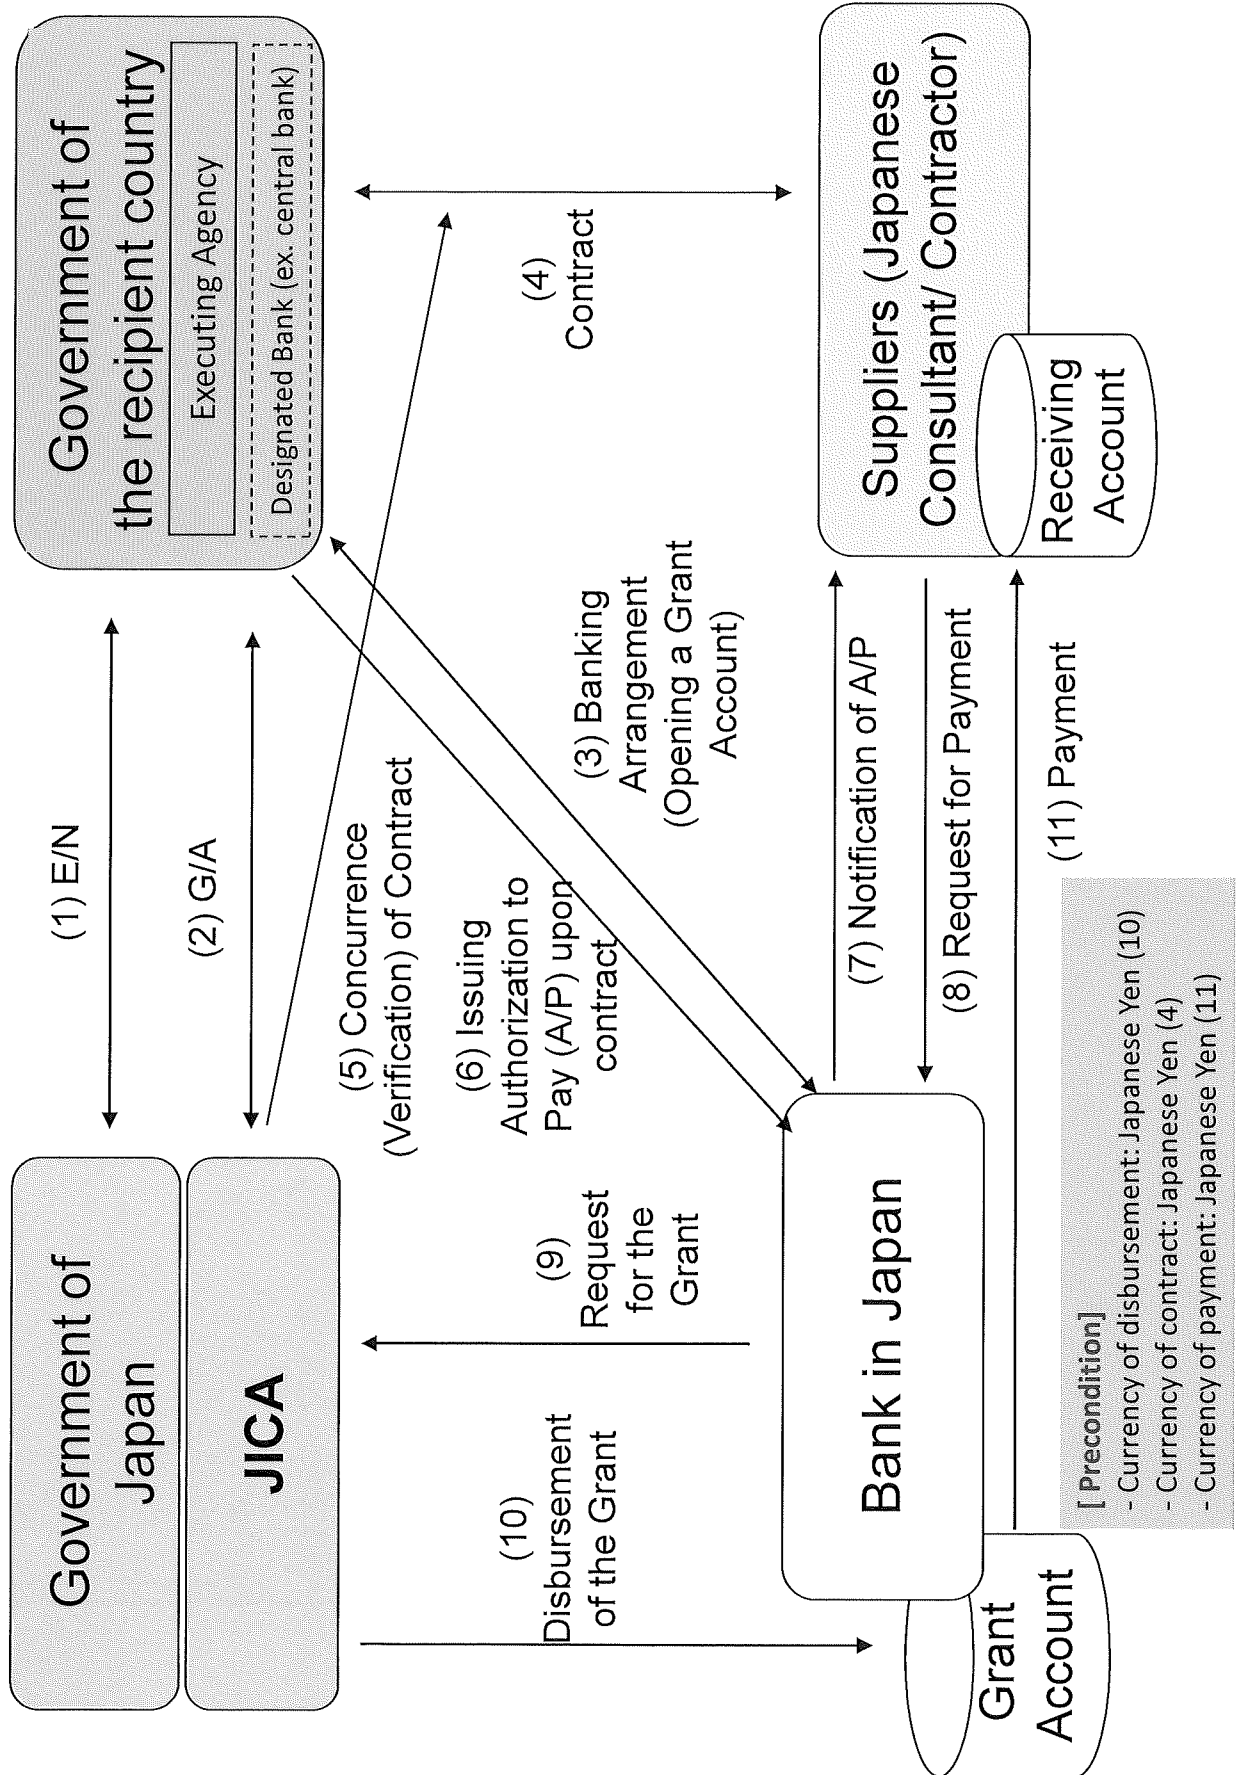 Government of
Japan
JICA
(1) E/N
(2) G/A
Government of
the recipient country
Executing Agency
Designated Bank (ex. central bank)
(5) Concurrence
(Verification) of Contract
(6) Issuing
Authorization to
Pay (A/P) upon
contract
(10)
Disbursement
of the Grant
(9)
Request
for the
Grant
(3) Banking
Arrangement
(Opening a Grant
Account)
(4)
Contract
Bank in Japan
Grant
Account
(7) Notification of A/P
(8) Request for Payment
(11) Payment
Suppliers (Japanese
Consultant/ Contractor)
Receiving
Account
[ Precondition]
- Currency of disbursement: Japanese Yen (10)
- Currency of contract: Japanese Yen (4)
- Currency of payment: Japanese Yen (11)